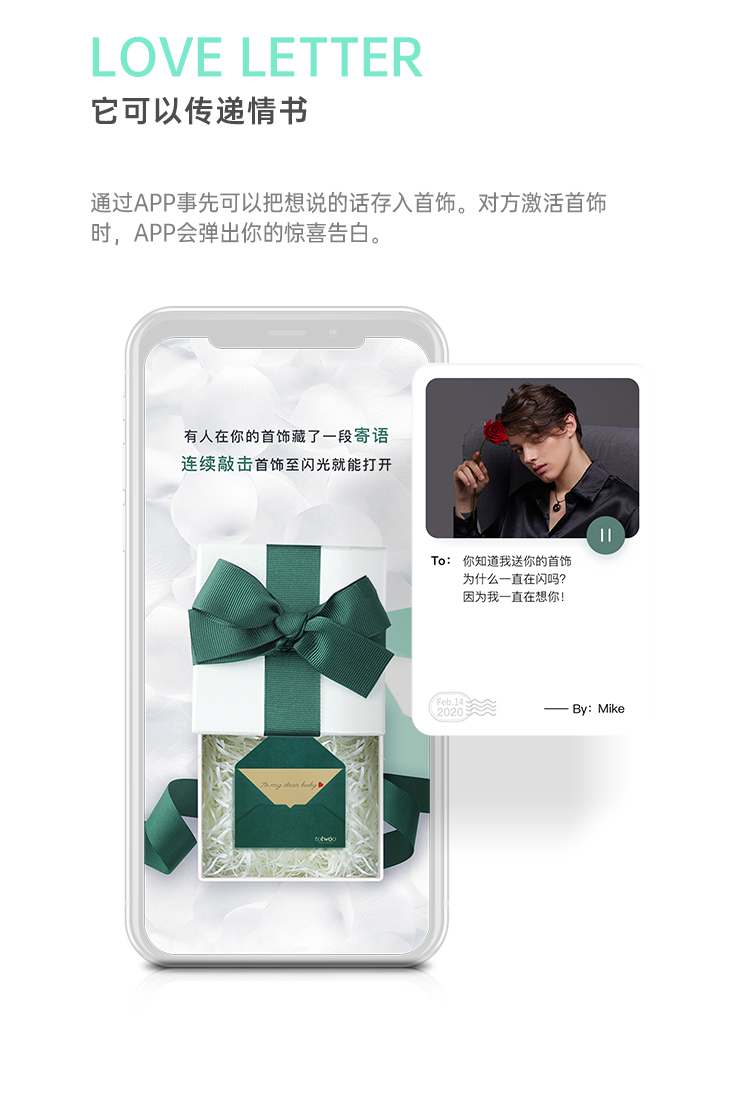 LOVE LETTER
它可以传递情书
通过APP事先可以把想说的话存入首饰。对方激活首饰
时，APP会弹出你的惊喜告白。
有人在你的首饰藏了一段寄语
连续敲击首饰至闪光就能打开
To： 你知道我送你的首饰
为什么一直在闪吗?
因为我一直在想你!
Feb.14
2020
—— By：Mike
To my dear baby
totwoo